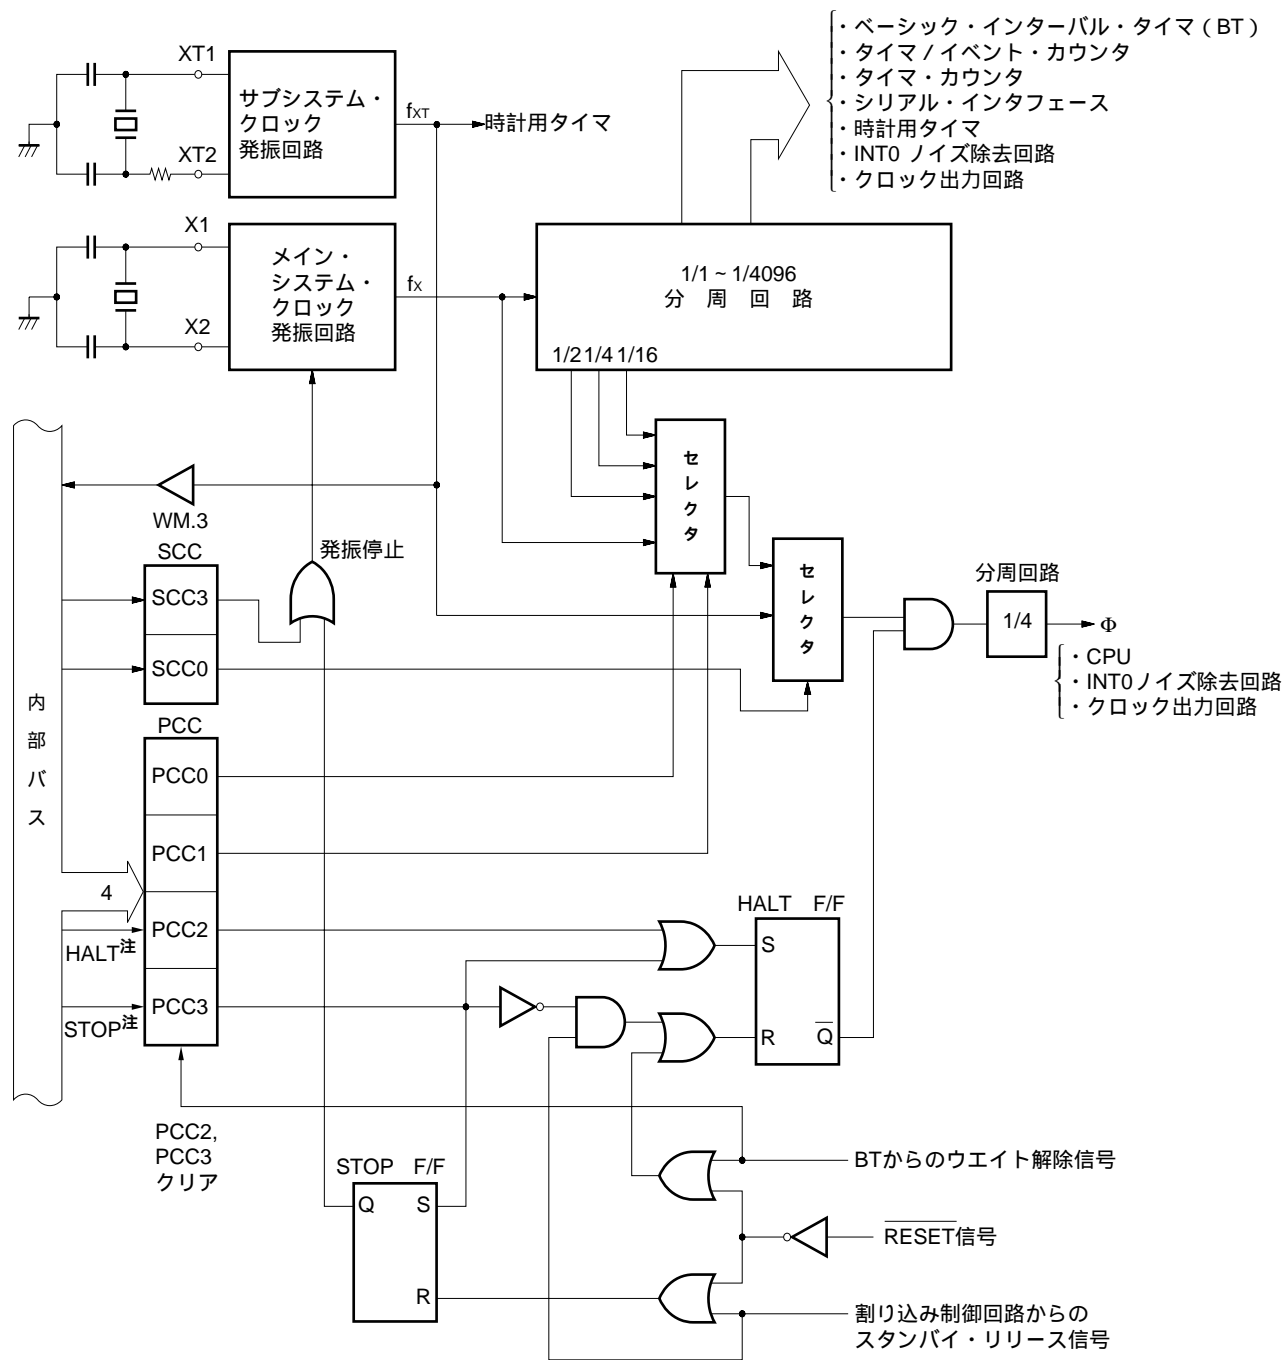 ・ベーシック・インターバル・タイマ（BT）
・タイマ / イベント・カウンタ
・タイマ・カウンタ
・シリアル・インタフェース
・時計用タイマ
・INT0 ノイズ除去回路
・クロック出力回路
XT1
サブシステム・
クロック
発振回路
XT2
fXT
時計用タイマ
X1
メイン・
システム・
クロック
発振回路
X2
fX
1/1 ~ 1/4096
分 周 回 路
1/2 1/4 1/16
セレクタ
WM.3
SCC
発振停止
SCC3
SCC0
セレクタ
分周回路
1/4
Φ
・CPU
・INT0ノイズ除去回路
・クロック出力回路
内部バス
PCC
PCC0
PCC1
4
PCC2
HALT注
PCC3
STOP注
HALT F/F
S
R
Q̅
PCC2,
PCC3
クリア
STOP F/F
Q
S
R
BTからのウエイト解除信号
R̅E̅S̅E̅T̅信号
割り込み制御回路からの
スタンバイ・リリース信号